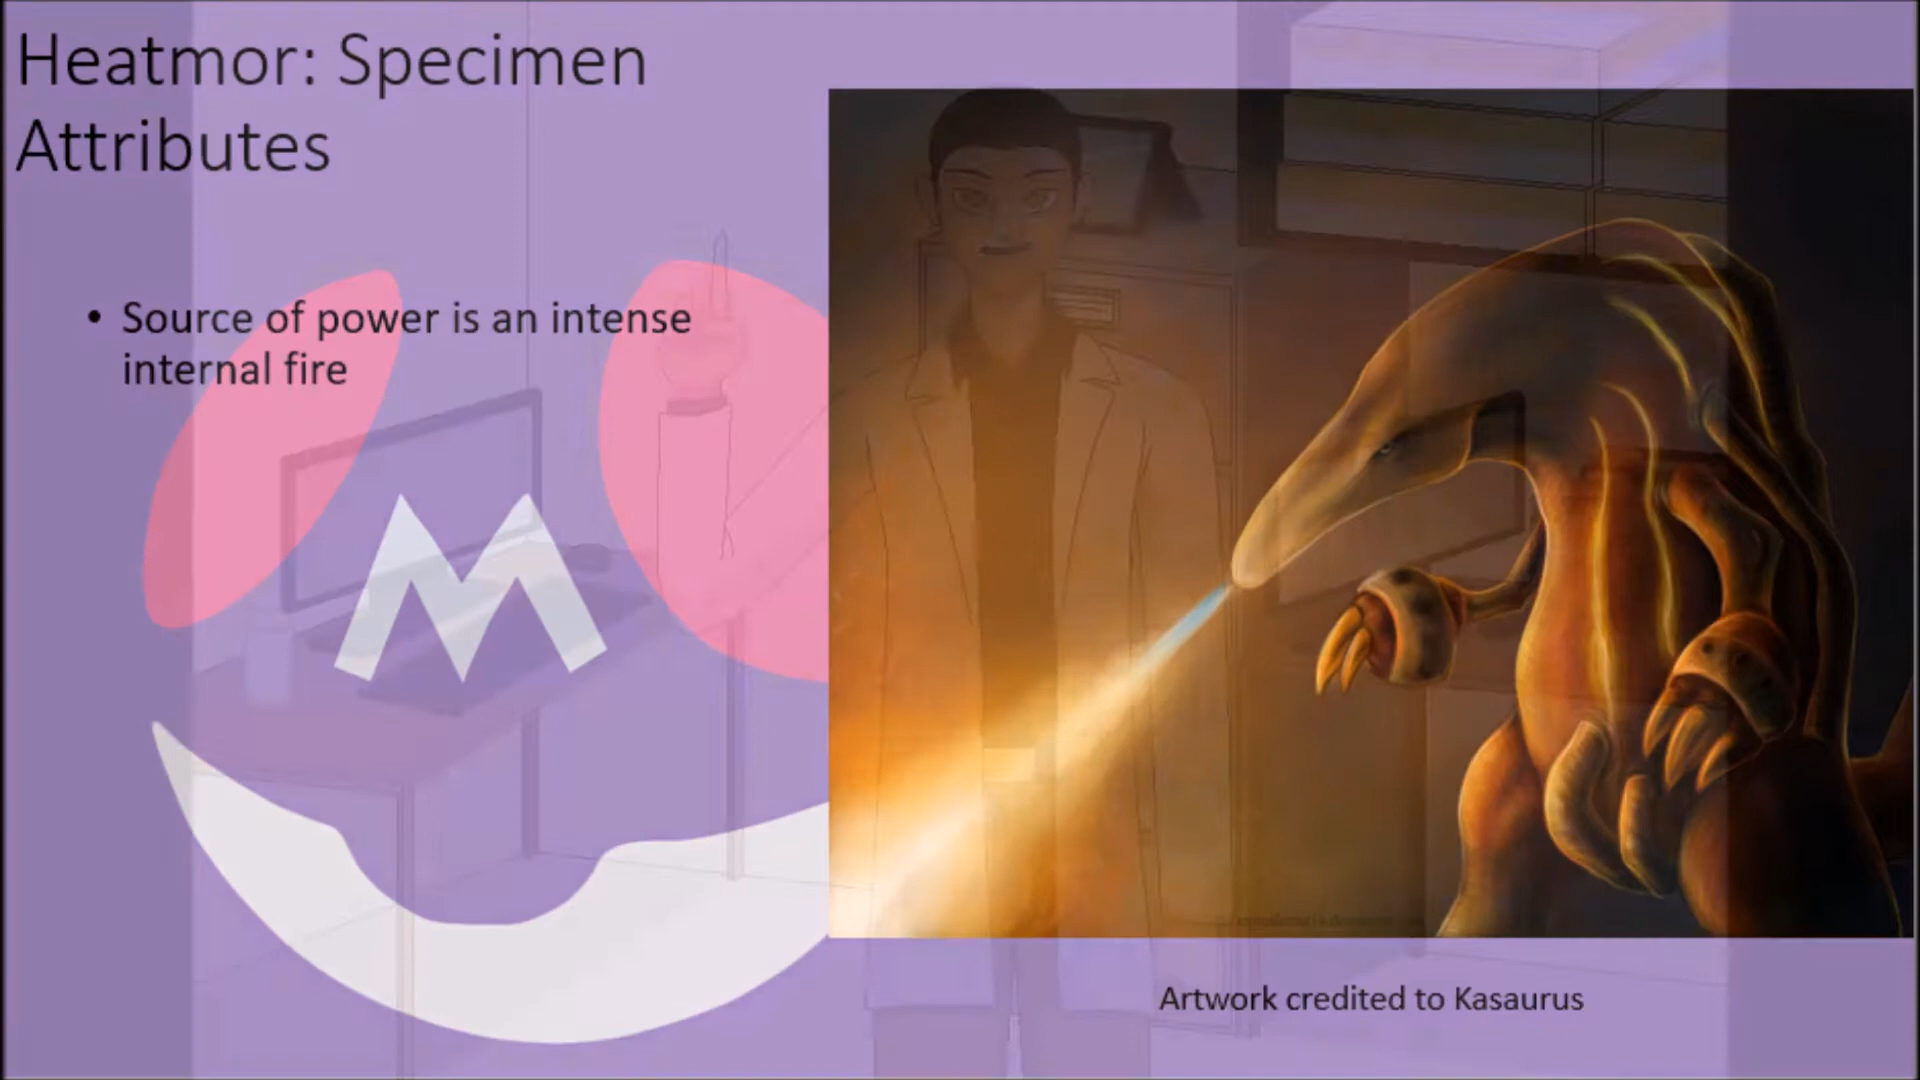 Heatmor: Specimen
Attributes
• Source of power is an intense
internal fire
M
Artwork credited to Kasaurus